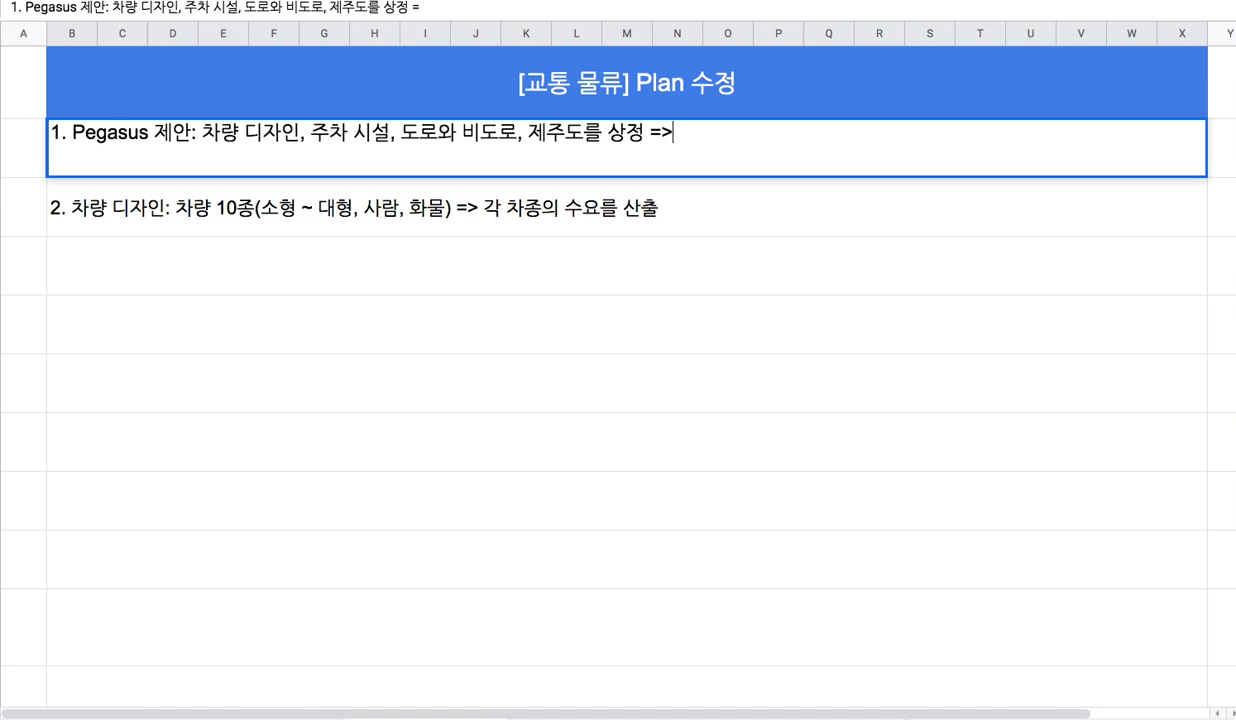 1. Pegasus 제안: 차량 디자인, 주차 시설, 도로와 비도로, 제주도를 상정 =
A B C D E F G H I J K L M N O P Q R S T U V W X Y
[교통 물류] Plan 수정
1. Pegasus 제안: 차량 디자인, 주차 시설, 도로와 비도로, 제주도를 상정 =>
2. 차량 디자인: 차량 10종(소형 ~ 대형, 사람, 화물) => 각 차종의 수요를 산출